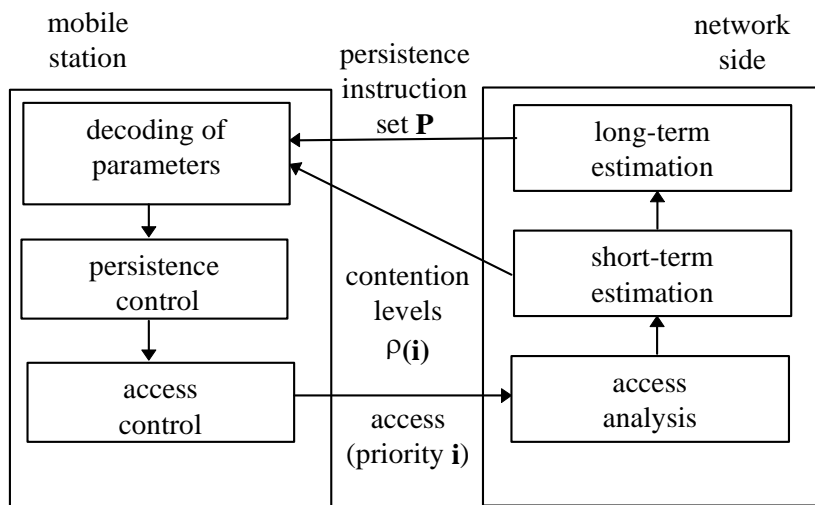 mobile
station
persistence
instruction
set P
network
side
decoding of
parameters
long-term
estimation
persistence
control
contention
levels
ρ(i)
short-term
estimation
access
control
access
(priority i)
access
analysis